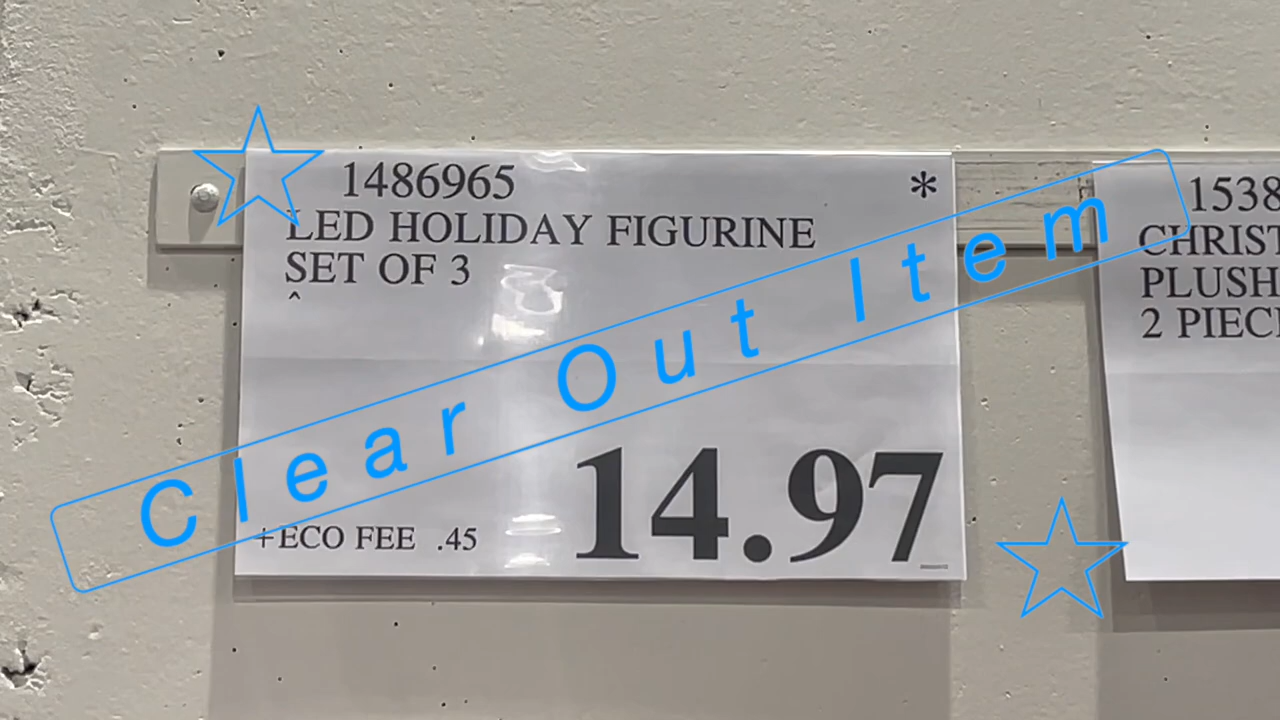 1486965 *
LED HOLIDAY FIGURINE
SET OF 3
^
Clear Out Item
14.97
+ECO FEE .45
1538
CHRIST
PLUSH
2 PIEC